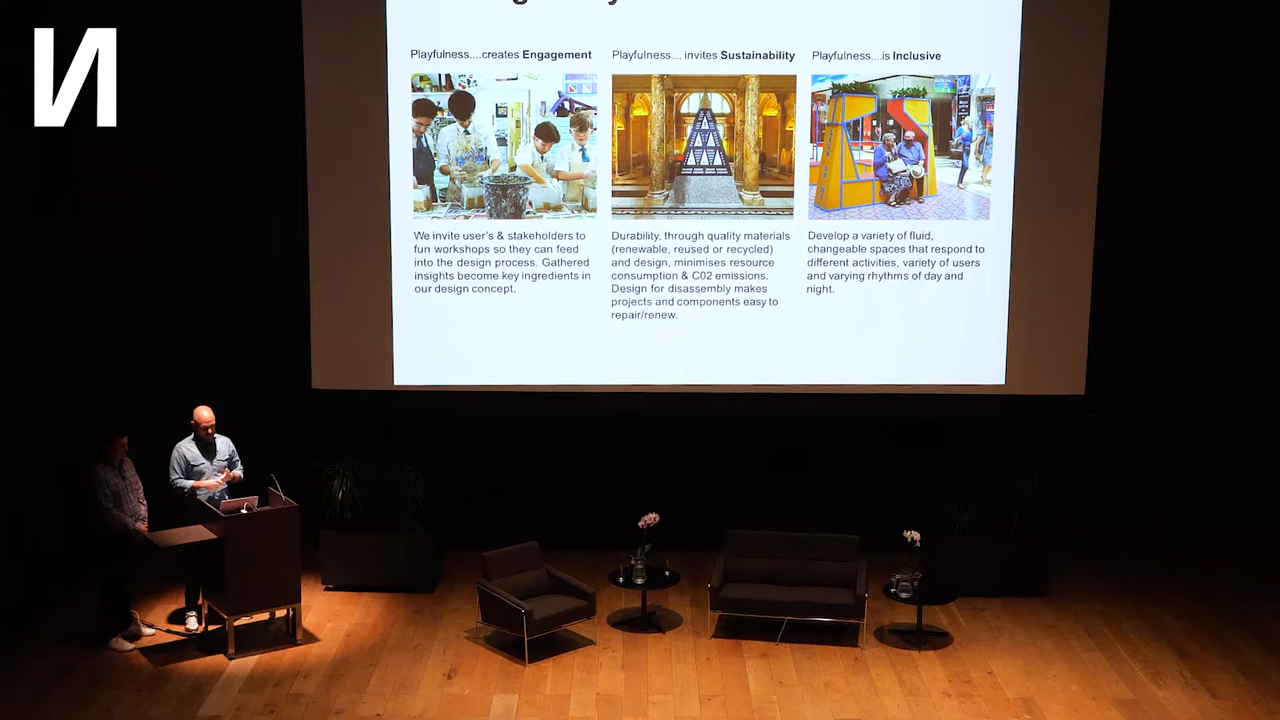 И
Playfulness....creates Engagement
We invite user's & stakeholders to
fun workshops so they can feed
into the design process. Gathered
insights become key ingredients in
our design concept.
Playfulness.... invites Sustainability
Durability, through quality materials
(renewable, reused or recycled)
and design, minimises resource
consumption & C02 emissions.
Design for disassembly makes
projects and components easy to
repair/renew.
Playfulness....is Inclusive
Develop a variety of fluid,
changeable spaces that respond to
different activities, variety of users
and varying rhythms of day and
night.